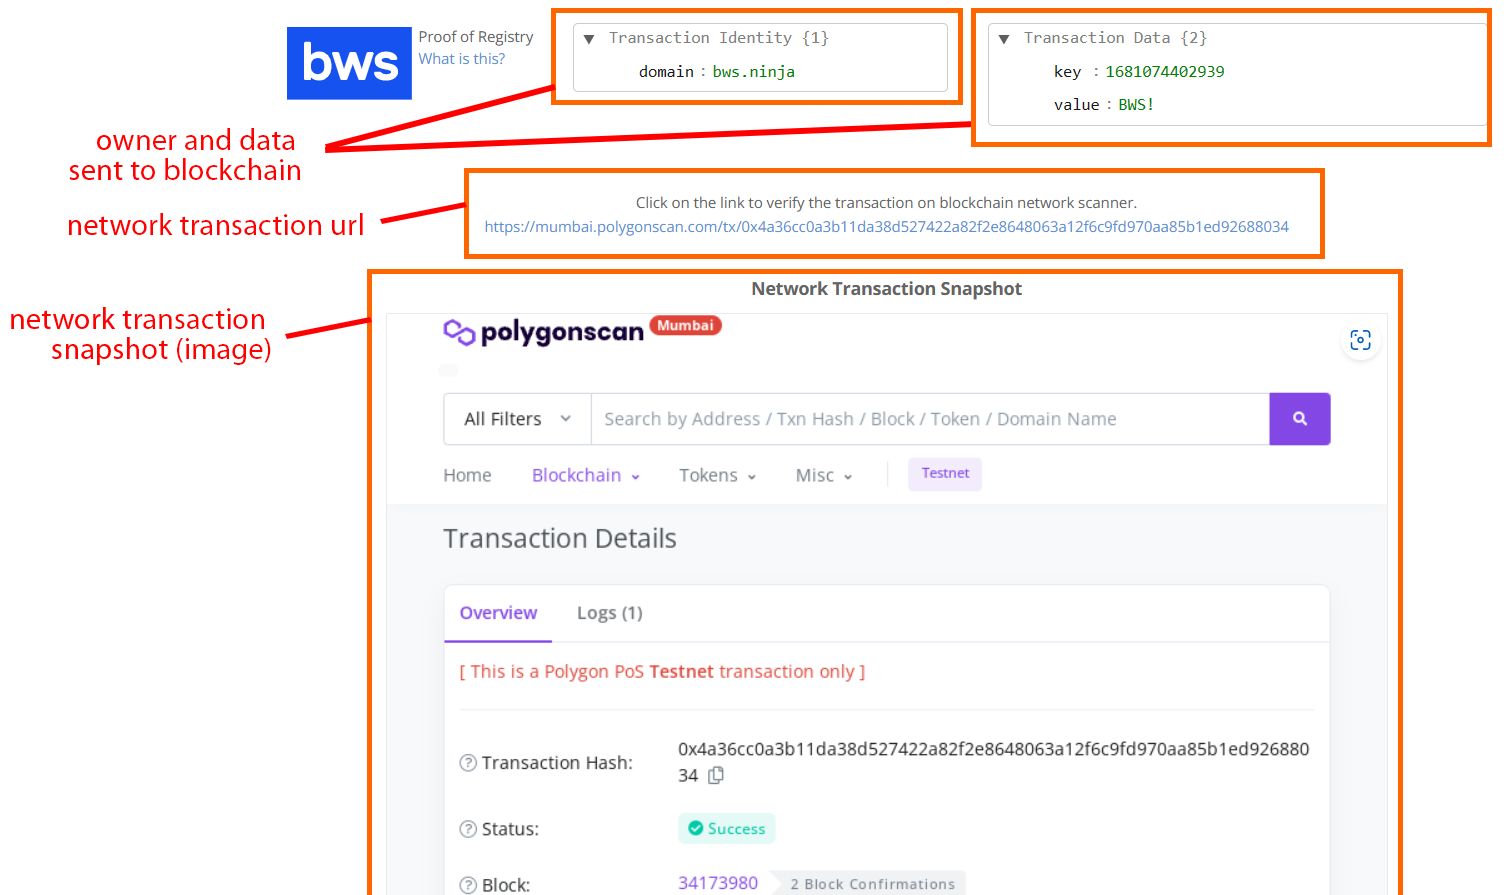 bws
Proof of Registry
What is this?
▼ Transaction Identity {1}
domain : bws.ninja
▼ Transaction Data {2}
key : 1681074402939
value : BWS!
owner and data
sent to blockchain
network transaction url
Click on the link to verify the transaction on blockchain network scanner.
https://mumbai.polygonscan.com/tx/0x4a36cc0a3b11da38d527422a82f2e8648063a12f6c9fd970aa85b1ed92688034
network transaction
snapshot (image)
Network Transaction Snapshot
polygonscan Mumbai
All Filters
Search by Address / Txn Hash / Block / Token / Domain Name
Home Blockchain Tokens Misc Testnet
Transaction Details
Overview Logs (1)
[ This is a Polygon PoS Testnet transaction only ]
Transaction Hash:
0x4a36cc0a3b11da38d527422a82f2e8648063a12f6c9fd970aa85b1ed926880
34
Status: Success
Block: 34173980 2 Block Confirmations